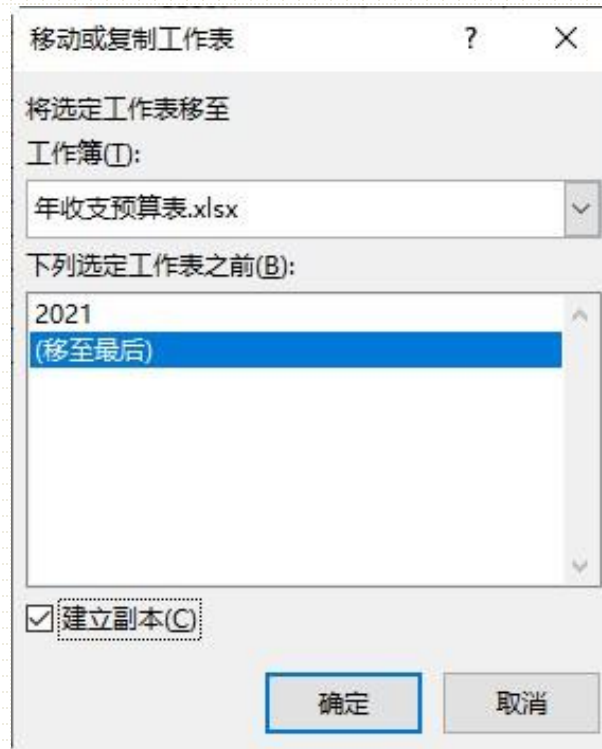 移动或复制工作表 ? ×
将选定工作表移至
工作簿(T):
年收支预算表.xlsx
下列选定工作表之前(B):
2021
(移至最后)
建立副本(C)
确定 取消